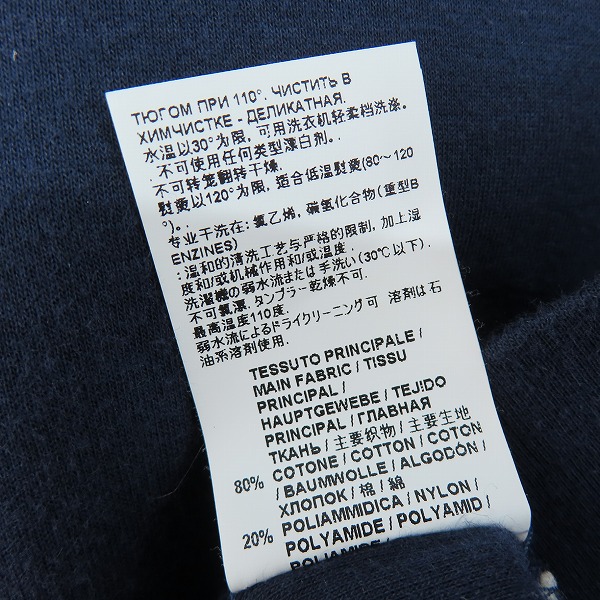 ТЮГОМ ПРИ 110°. ЧИСТИТЬ В
ХИМЧИСТКЕ - ДЕЛИКАТНАЯ.
水温以30°为限，可用洗衣机轻柔档洗涤
.不可使用任何类型漂白剂。
不可转笼翻转干燥.
熨烫以120°为限，适合低温熨烫(80～120
°)。.
专业干洗在: 氯乙烯, 碳氢化合物 (重型B
ENZINES)
: 温和的清洗工艺与严格的限制, 加上湿
度和/或机械作用和/或温度.
洗濯機の弱水流または手洗い(30℃以下).
不可氯漂. タンブラー乾燥不可.
最高温度110度.
弱水流によるドライクリーニング可 溶剤は石
油系溶剤使用.
TESSUTO PRINCIPALE /
MAIN FABRIC / TISSU
PRINCIPAL /
HAUPTGEWEBE / TEJIDO
PRINCIPAL / ГЛАВНАЯ
ТКАНЬ / 主要织物 / 主要生地
80% COTONE / COTTON / COTON
/ BAUMWOLLE / ALGODÓN /
ХЛОПОК / 棉 / 綿
20% POLIAMMIDICA / NYLON /
POLYAMIDE / POLYAMID /
POLIAMIDE /